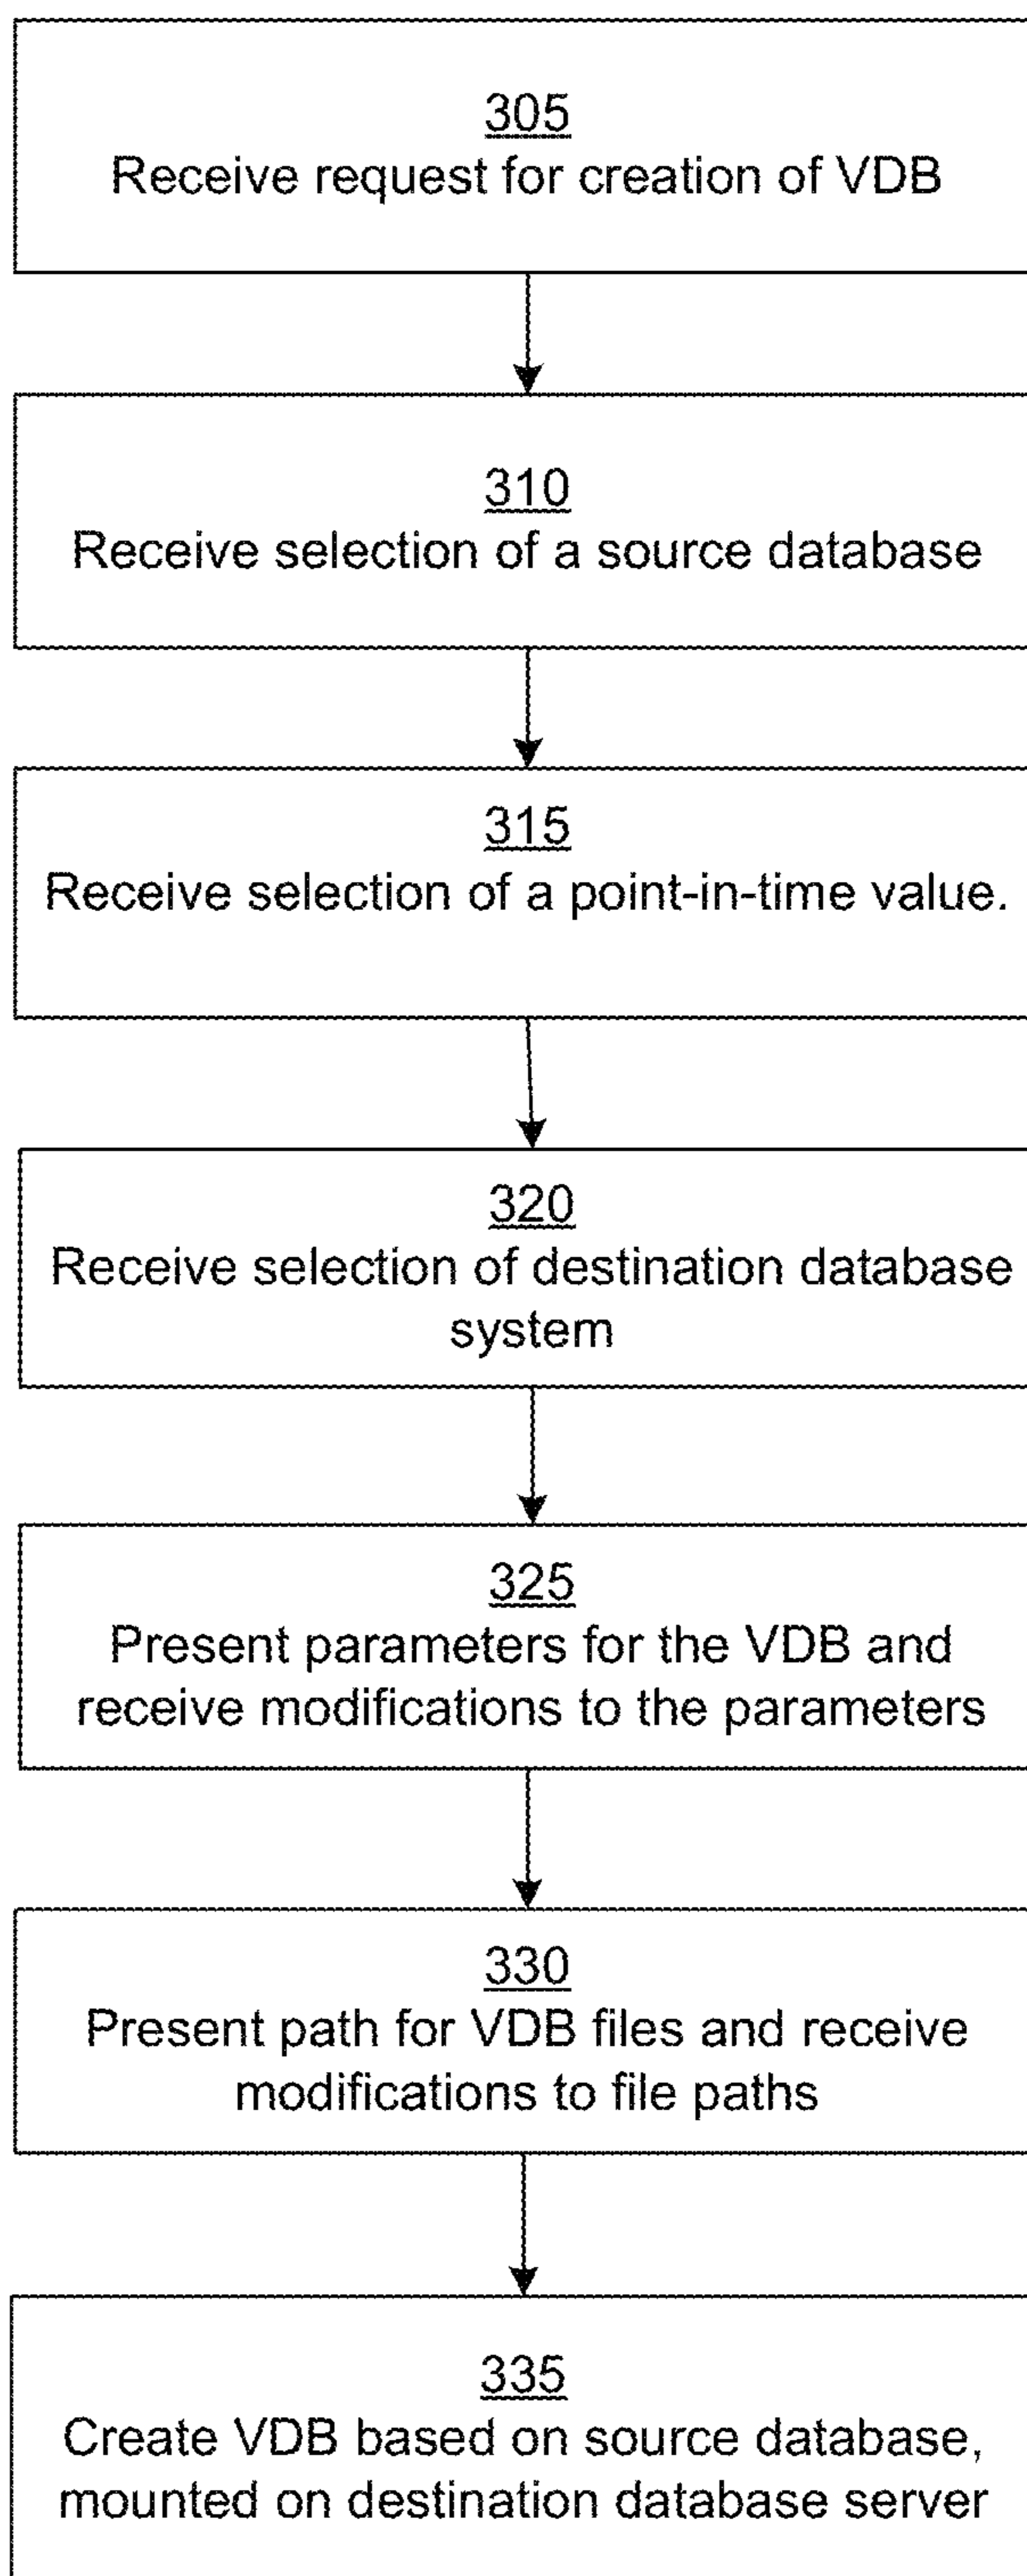 305
Receive request for creation of VDB
310
Receive selection of a source database
315
Receive selection of a point-in-time value.
320
Receive selection of destination database
system
325
Present parameters for the VDB and
receive modifications to the parameters
330
Present path for VDB files and receive
modifications to file paths
335
Create VDB based on source database,
mounted on destination database server